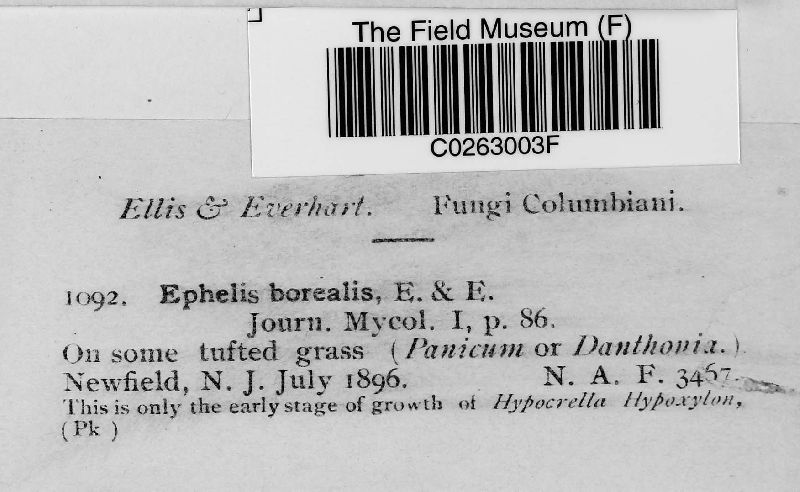 The Field Museum (F)
C0263003F
Ellis & Everhart. Fungi Columbiani.
1092. Ephelis borealis, E. & E.
Journ. Mycol. I, p. 86.
On some tufted grass (Panicum or Danthonia.)
Newfield, N. J. July 1896. N. A. F. 3467.
This is only the early stage of growth of Hypocrella Hypoxylon,
(Pk )